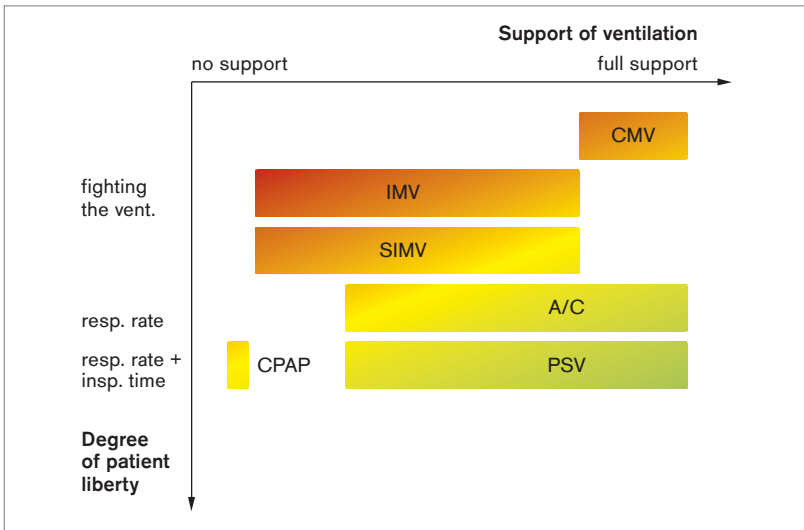 Support of ventilation
no support
full support
CMV
fighting
the vent.
IMV
SIMV
resp. rate
A/C
resp. rate +
insp. time
CPAP
PSV
Degree
of patient
liberty